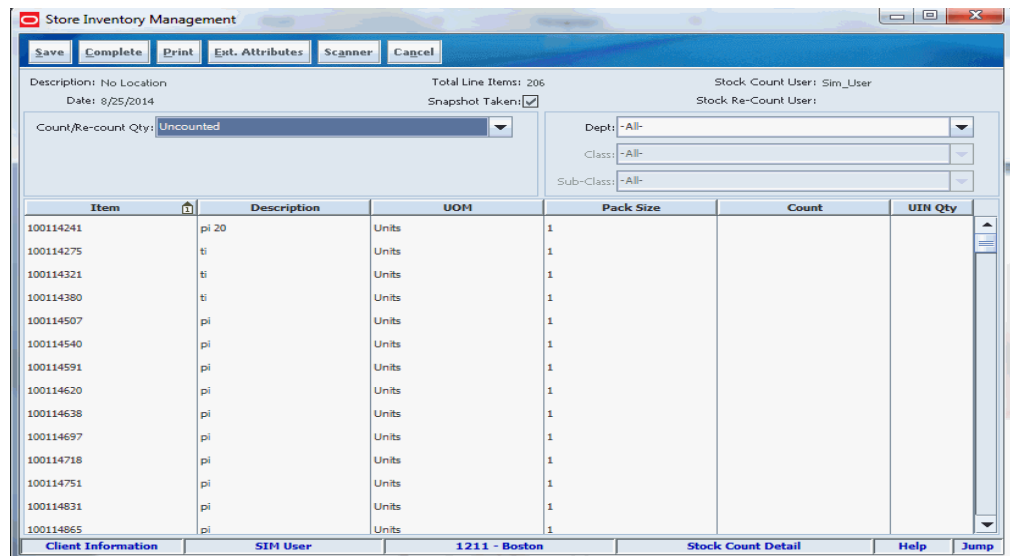 Store Inventory Management
Save Complete Print Ext. Attributes Scanner Cancel
Description: No Location Total Line Items: 206 Stock Count User: Sim_User
Date: 8/25/2014 Snapshot Taken: Stock Re-Count User:
Count/Re-count Qty: Uncounted Dept: -All-
Class: -All-
Sub-Class: -All-
Item 1 Description UOM Pack Size Count UIN Qty
100114241 pi 20 Units 1
100114275 ti Units 1
100114321 ti Units 1
100114380 ti Units 1
100114507 pi Units 1
100114540 pi Units 1
100114591 pi Units 1
100114620 pi Units 1
100114638 pi Units 1
100114697 pi Units 1
100114718 pi Units 1
100114751 pi Units 1
100114831 pi Units 1
100114865 pi Units 1
Client Information SIM User 1211 - Boston Stock Count Detail Help Jump